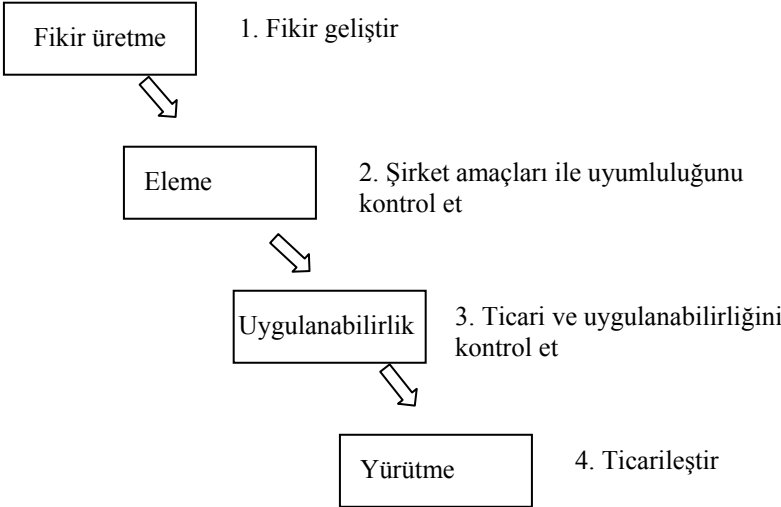 Fikir üretme
1. Fikir geliştir
Eleme
2. Şirket amaçları ile uyumluluğunu
kontrol et
Uygulanabilirlik
3. Ticari ve uygulanabilirliğini
kontrol et
Yürütme
4. Ticarileştir